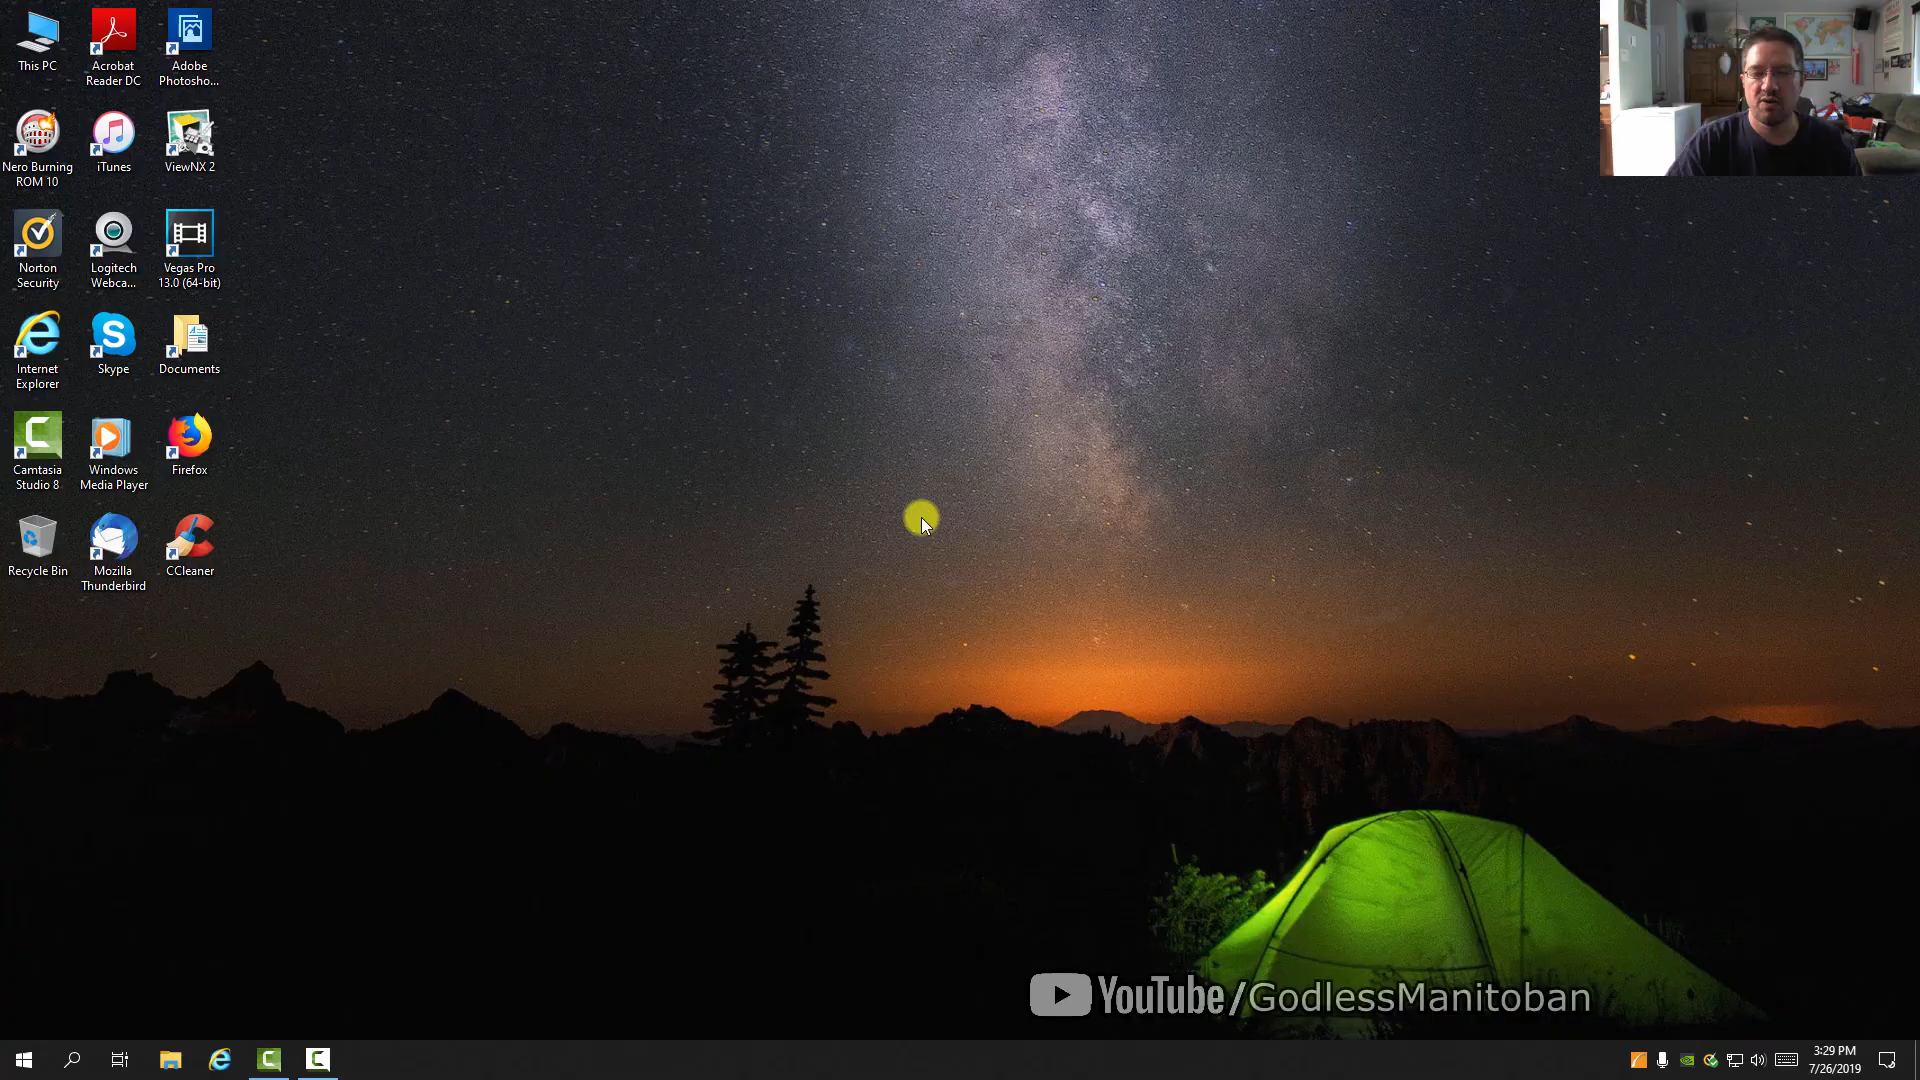 This PC
Acrobat
Reader DC
Adobe
Photosho...
Nero Burning
ROM 10
iTunes
ViewNX 2
Norton
Security
Logitech
Webca...
Vegas Pro
13.0 (64-bit)
Internet
Explorer
Skype
Documents
Camtasia
Studio 8
Windows
Media Player
Firefox
Recycle Bin
Mozilla
Thunderbird
CCleaner
YouTube/GodlessManitoban
3:29 PM
7/26/2019